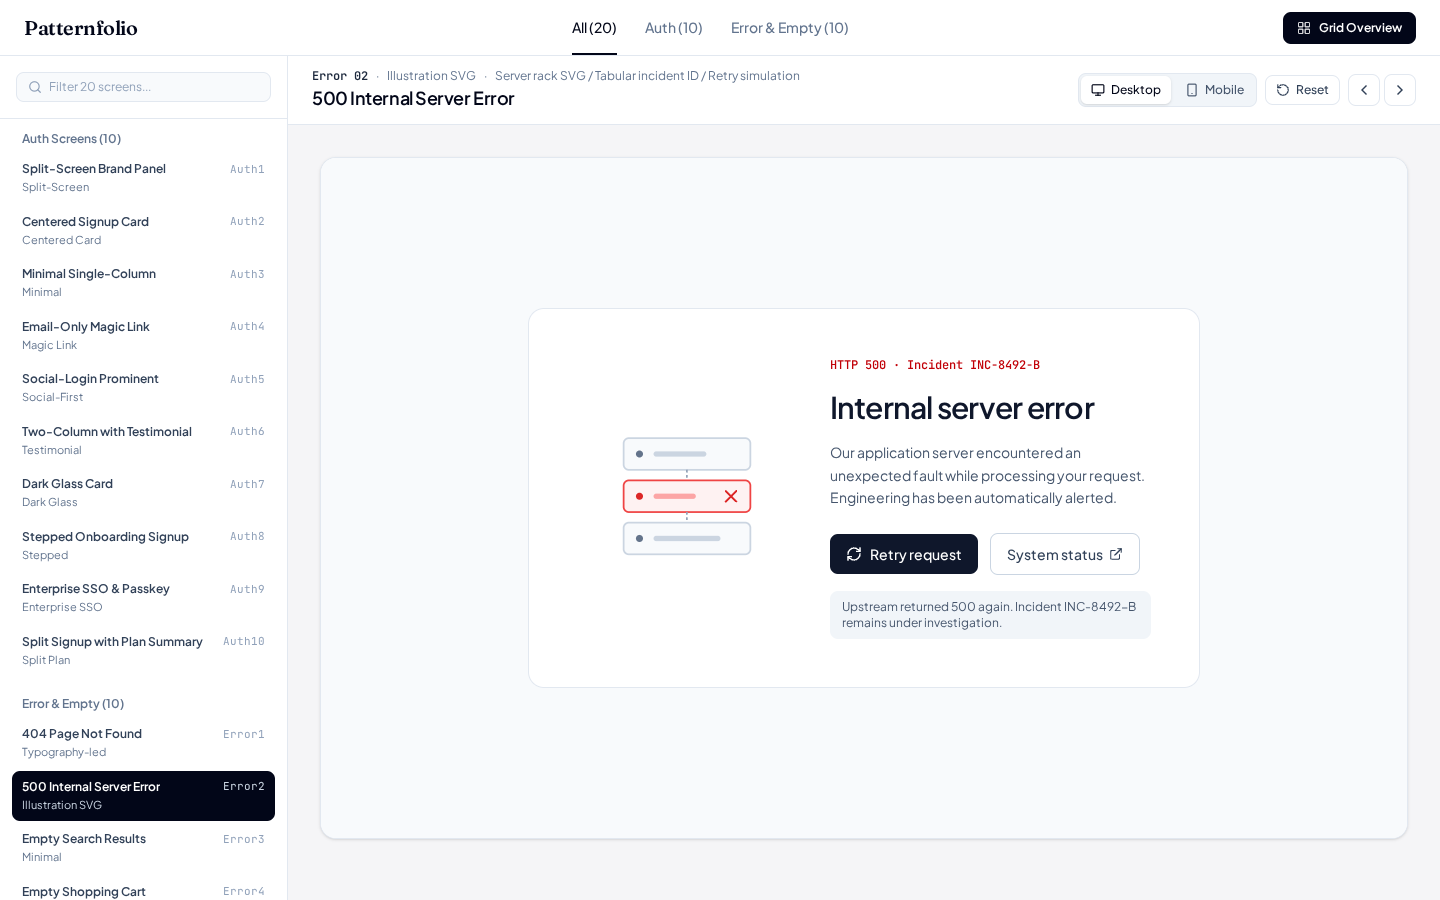 Patternfolio
All (20)
Auth (10)
Error & Empty (10)
Grid Overview
Filter 20 screens...
Auth Screens (10)
Split-Screen Brand Panel
Auth1
Split-Screen
Centered Signup Card
Auth2
Centered Card
Minimal Single-Column
Auth3
Minimal
Email-Only Magic Link
Auth4
Magic Link
Social-Login Prominent
Auth5
Social-First
Two-Column with Testimonial
Auth6
Testimonial
Dark Glass Card
Auth7
Dark Glass
Stepped Onboarding Signup
Auth8
Stepped
Enterprise SSO & Passkey
Auth9
Enterprise SSO
Split Signup with Plan Summary
Auth10
Split Plan
Error & Empty (10)
404 Page Not Found
Error1
Typography-led
500 Internal Server Error
Error2
Illustration SVG
Empty Search Results
Error3
Minimal
Empty Shopping Cart
Error4
Error 02 · Illustration SVG · Server rack SVG / Tabular incident ID / Retry simulation
500 Internal Server Error
Desktop
Mobile
Reset
HTTP 500 · Incident INC-8492-B
Internal server error
Our application server encountered an
unexpected fault while processing your request.
Engineering has been automatically alerted.
Retry request
System status
Upstream returned 500 again. Incident INC-8492-B
remains under investigation.